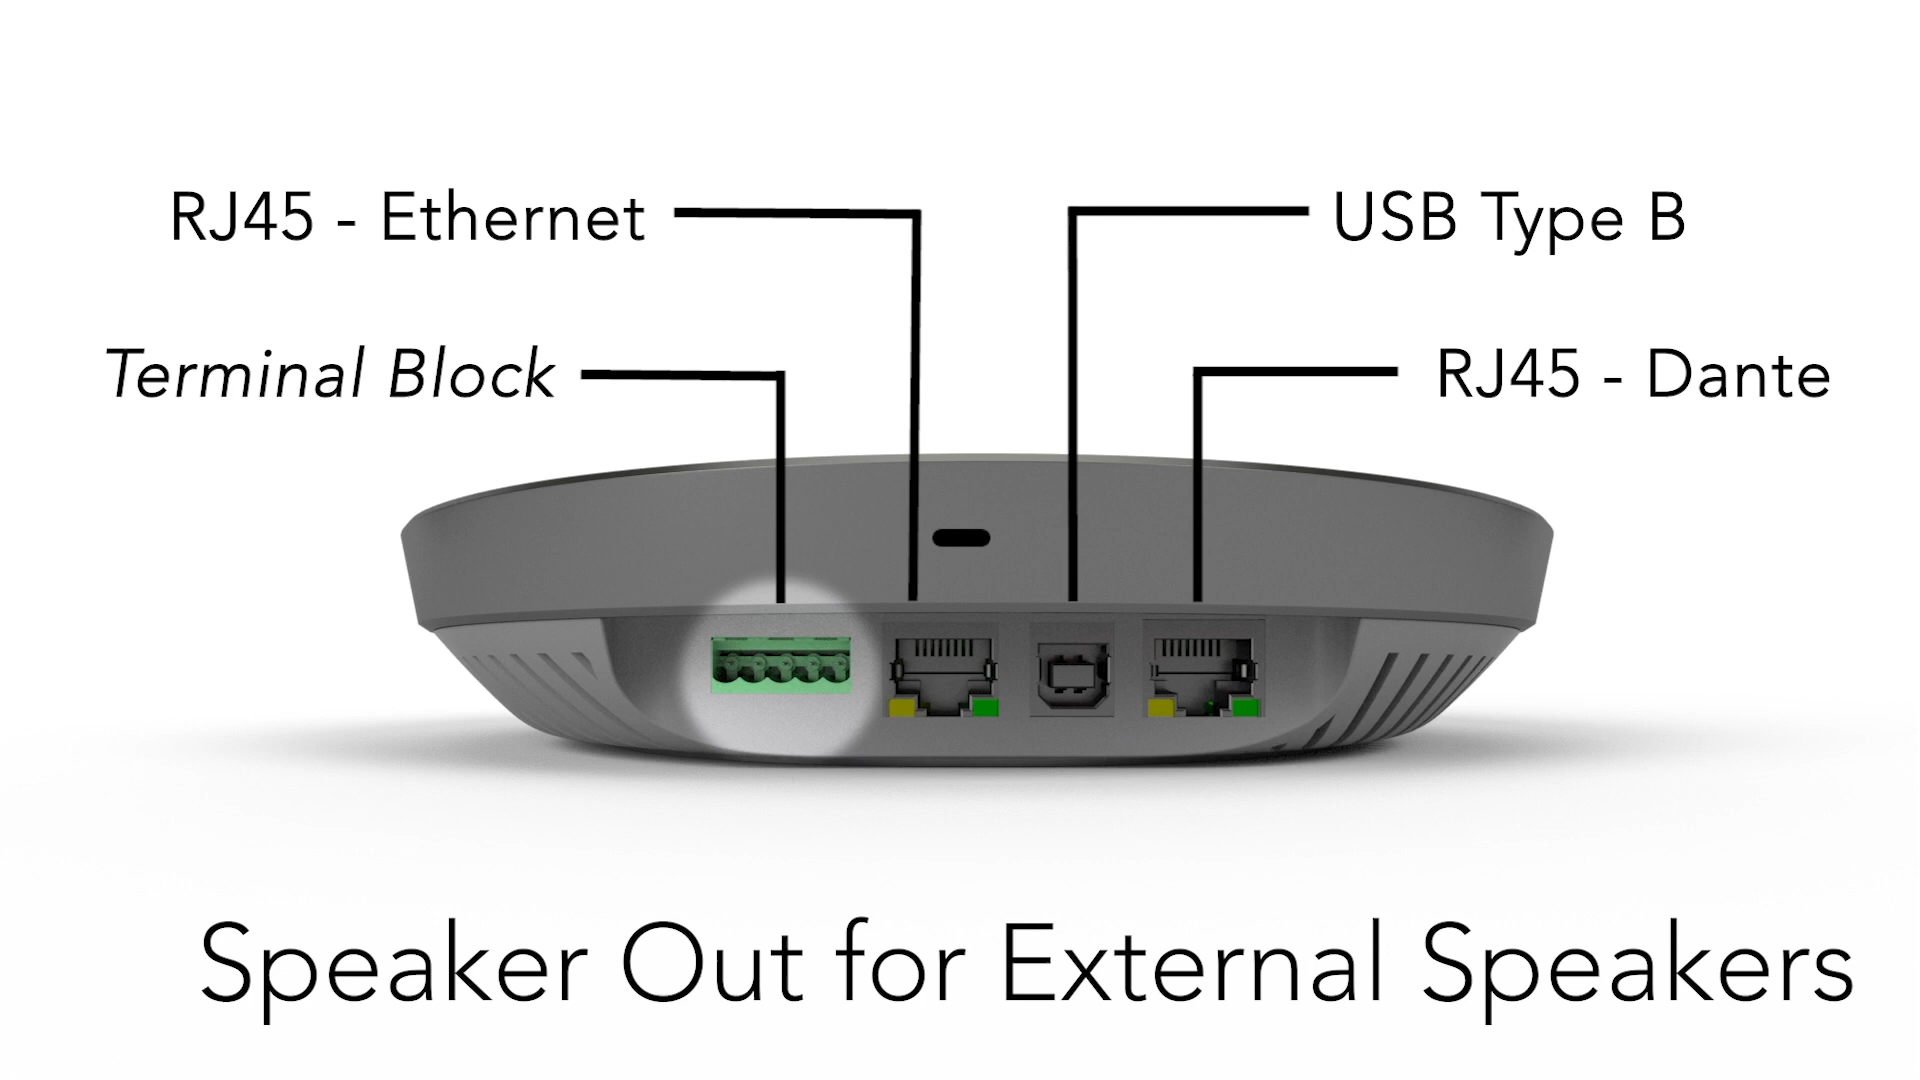 RJ45 - Ethernet
USB Type B
Terminal Block
RJ45 - Dante
Speaker Out for External Speakers